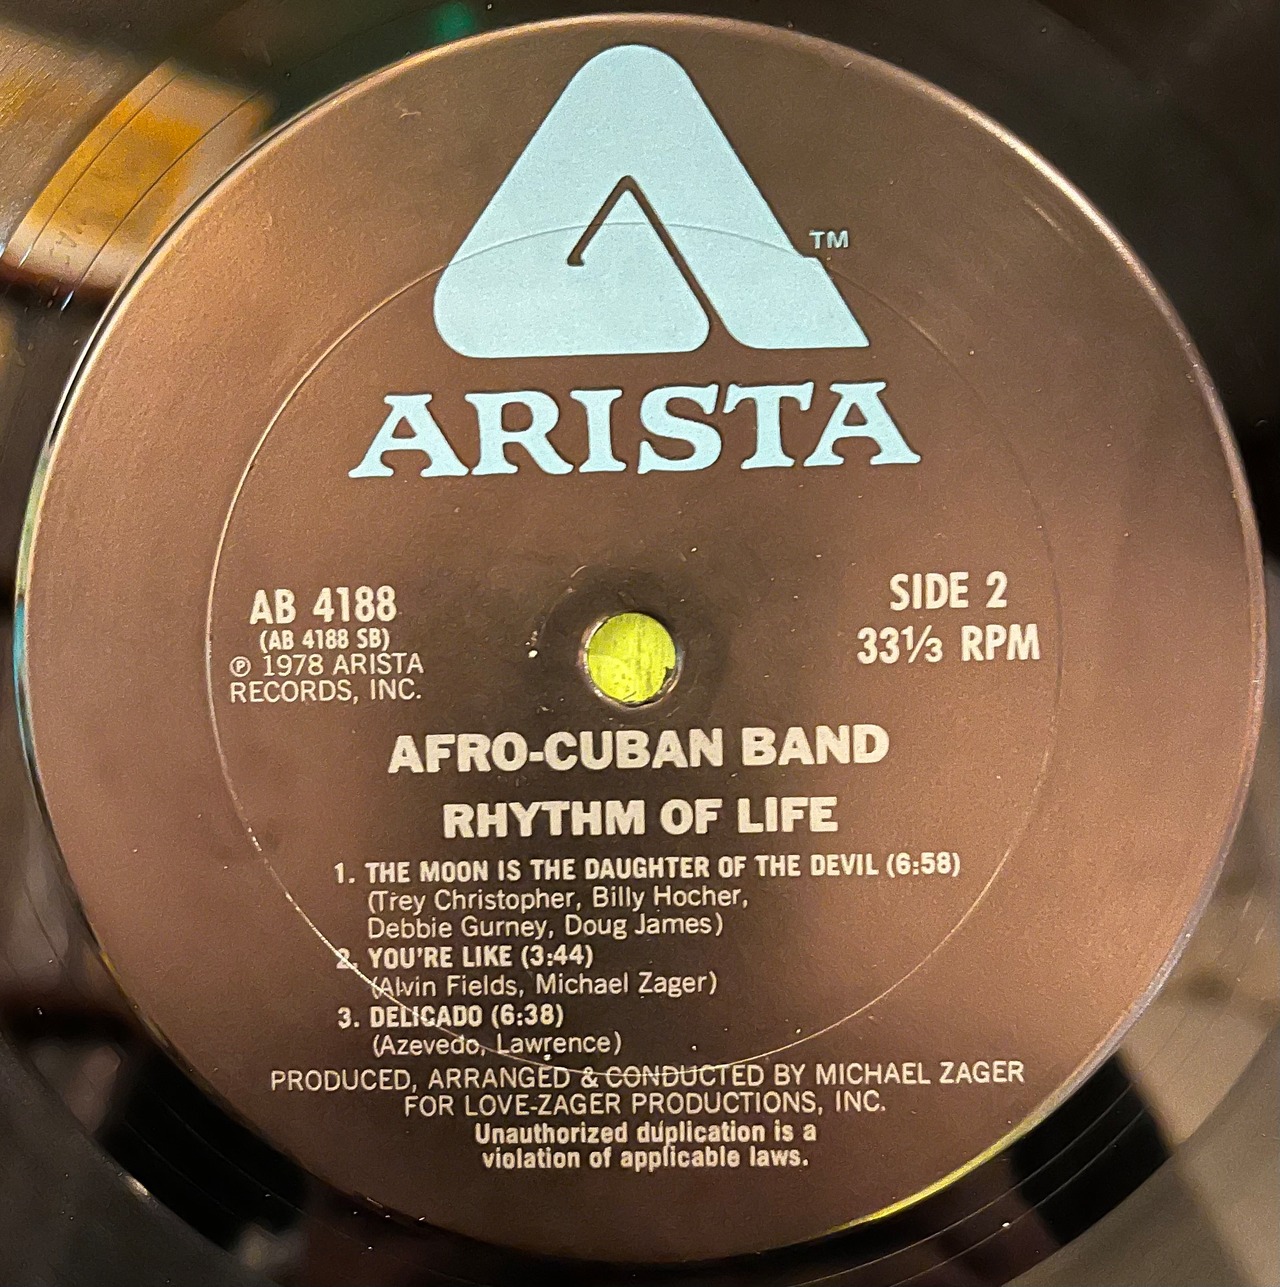 TM
ARISTA
AB 4188
(AB 4188 SB)
℗ 1978 ARISTA
RECORDS, INC.
SIDE 2
33⅓ RPM
AFRO-CUBAN BAND
RHYTHM OF LIFE
1. THE MOON IS THE DAUGHTER OF THE DEVIL (6:58)
(Trey Christopher, Billy Hocher,
Debbie Gurney, Doug James)
2. YOU'RE LIKE (3:44)
(Alvin Fields, Michael Zager)
3. DELICADO (6:38)
(Azevedo, Lawrence)
PRODUCED, ARRANGED & CONDUCTED BY MICHAEL ZAGER
FOR LOVE-ZAGER PRODUCTIONS, INC.
Unauthorized duplication is a
violation of applicable laws.